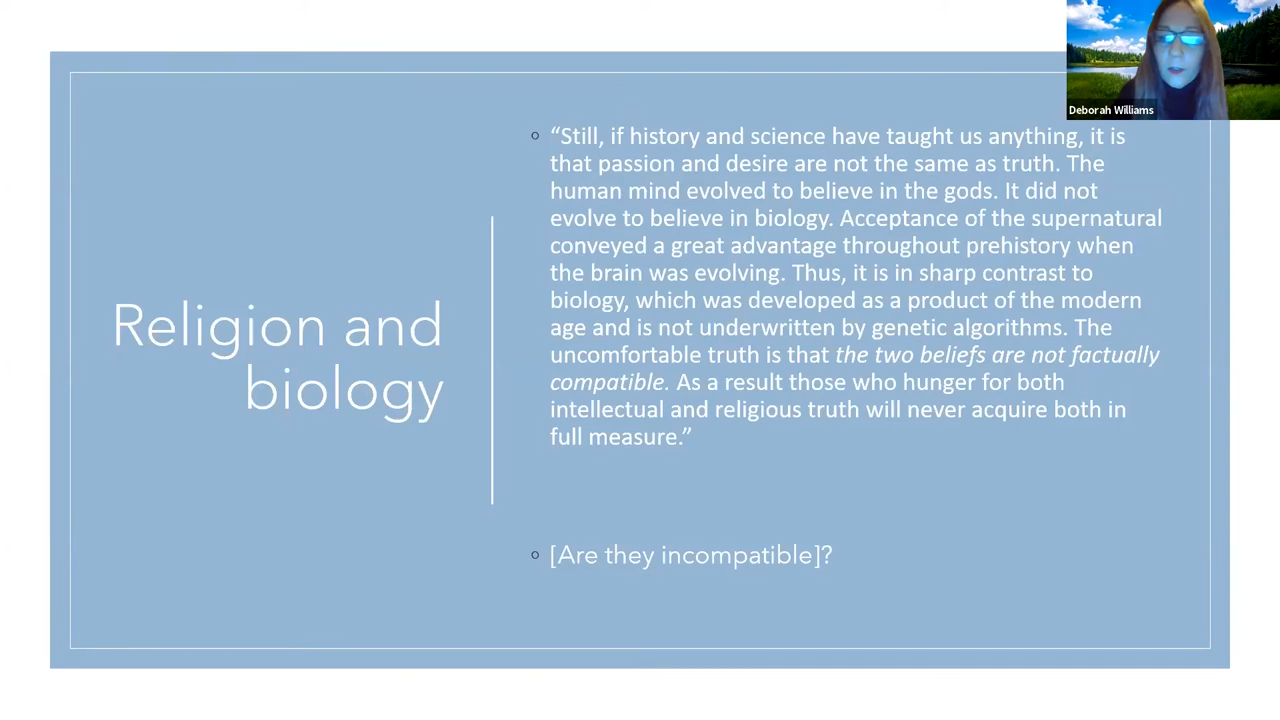 Deborah Williams
Religion and
biology
“Still, if history and science have taught us anything, it is
that passion and desire are not the same as truth. The
human mind evolved to believe in the gods. It did not
evolve to believe in biology. Acceptance of the supernatural
conveyed a great advantage throughout prehistory when
the brain was evolving. Thus, it is in sharp contrast to
biology, which was developed as a product of the modern
age and is not underwritten by genetic algorithms. The
uncomfortable truth is that the two beliefs are not factually
compatible. As a result those who hunger for both
intellectual and religious truth will never acquire both in
full measure.”
[Are they incompatible]?